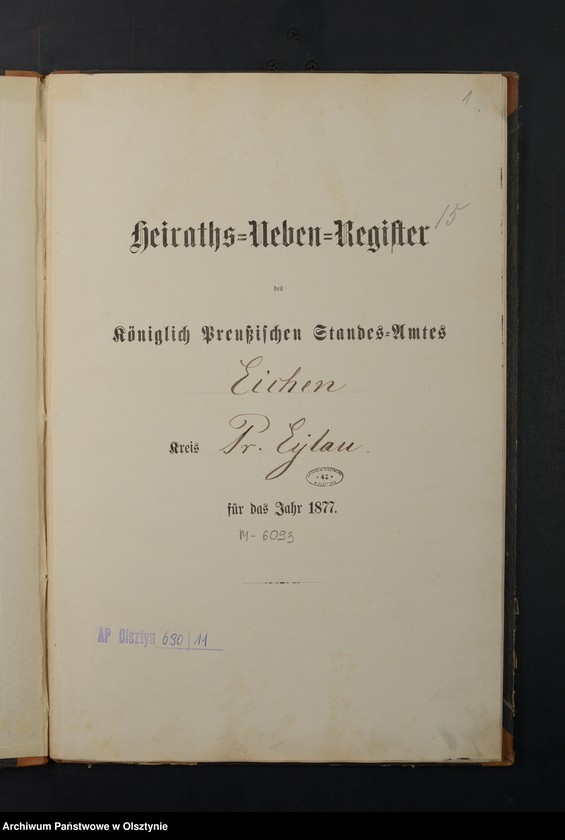 1
15
Heiraths=Neben=Register
des
Königlich Preußischen Standes=Amtes
Eichen
Kreis Pr. Eylau.
42
für das Jahr 1877.
M-6093
AP Olsztyn 690/11
Archiwum Państwowe w Olsztynie